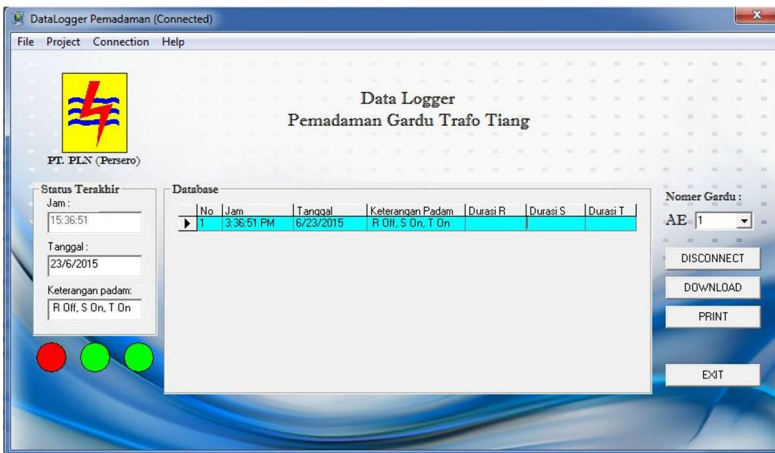 DataLogger Pemadaman (Connected)
File Project Connection Help
PT. PLN (Persero)
Data Logger
Pemadaman Gardu Trafo Tiang
Status Terakhir
Jam :
15:36:51
Tanggal :
23/6/2015
Keterangan padam:
R Off, S On, T On
Database
No Jam Tanggal Keterangan Padam Durasi R Durasi S Durasi T
1 3:36:51 PM 6/23/2015 R Off, S On, T On
Nomer Gardu :
AE 1
DISCONNECT
DOWNLOAD
PRINT
EXIT